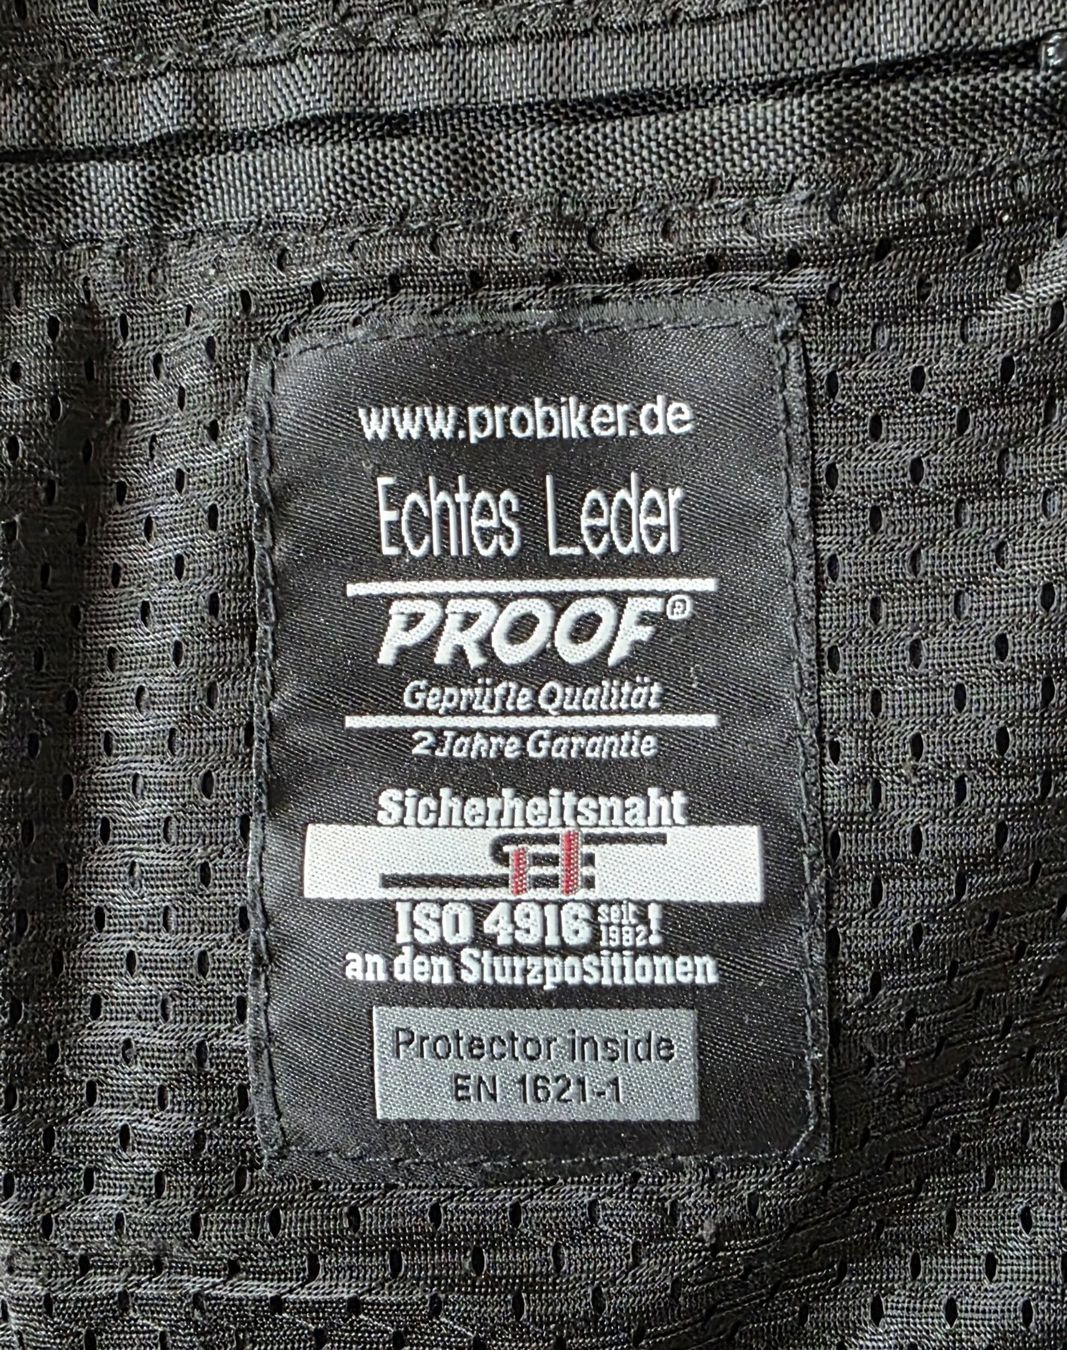 www.probiker.de
Echtes Leder
PROOF®
Geprüfte Qualität
2 Jahre Garantie
Sicherheitsnaht
ISO 4916 seit 1982!
an den Sturzpositionen
Protector inside
EN 1621-1